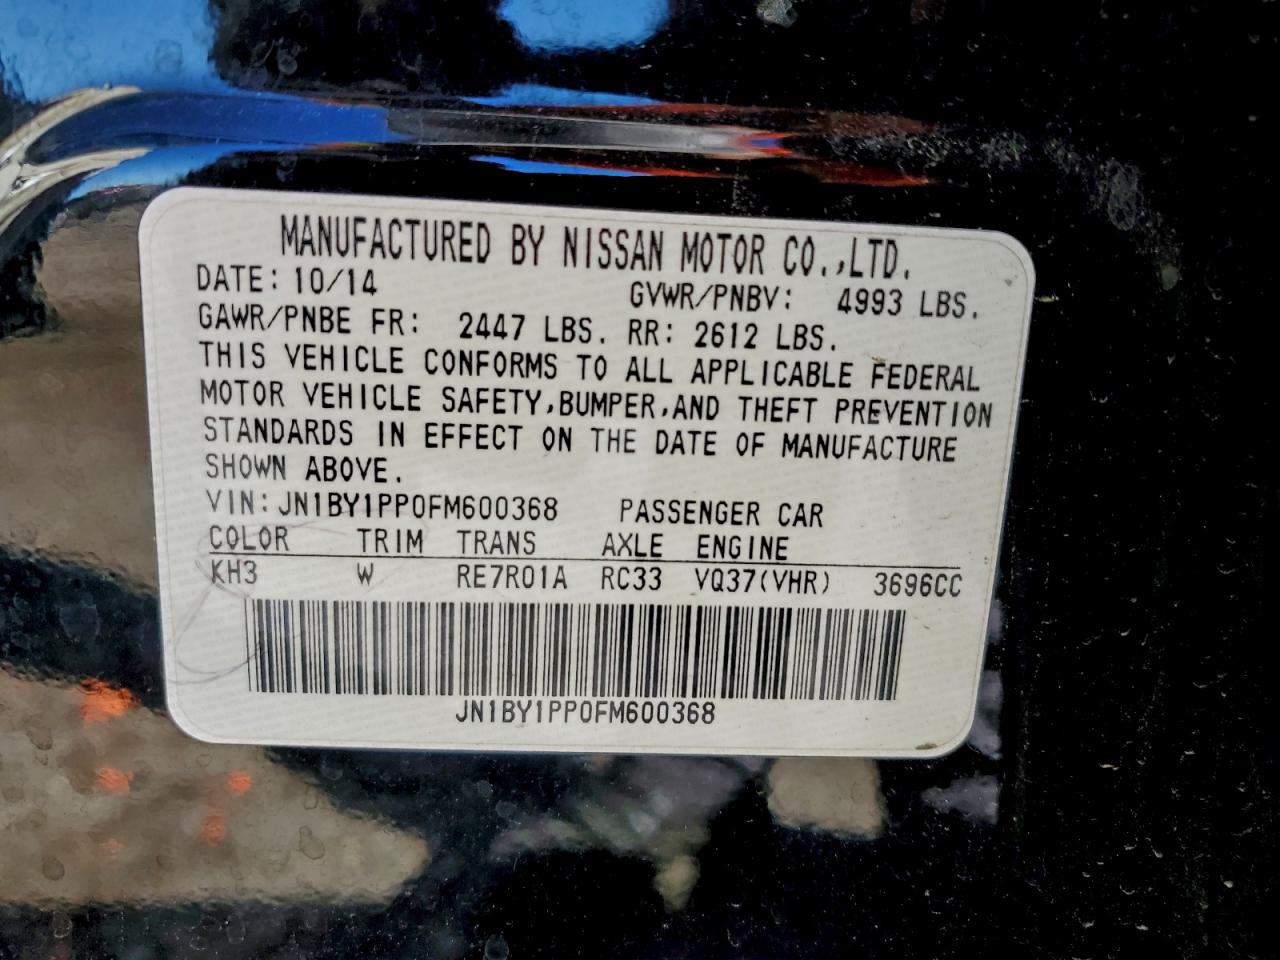 MANUFACTURED BY NISSAN MOTOR CO.,LTD.
DATE: 10/14 GVWR/PNBV: 4993 LBS.
GAWR/PNBE FR: 2447 LBS. RR: 2612 LBS.
THIS VEHICLE CONFORMS TO ALL APPLICABLE FEDERAL
MOTOR VEHICLE SAFETY,BUMPER,AND THEFT PREVENTION
STANDARDS IN EFFECT ON THE DATE OF MANUFACTURE
SHOWN ABOVE.
VIN: JN1BY1PP0FM600368 PASSENGER CAR
COLOR TRIM TRANS AXLE ENGINE
KH3 W RE7R01A RC33 VQ37(VHR) 3696CC
JN1BY1PP0FM600368